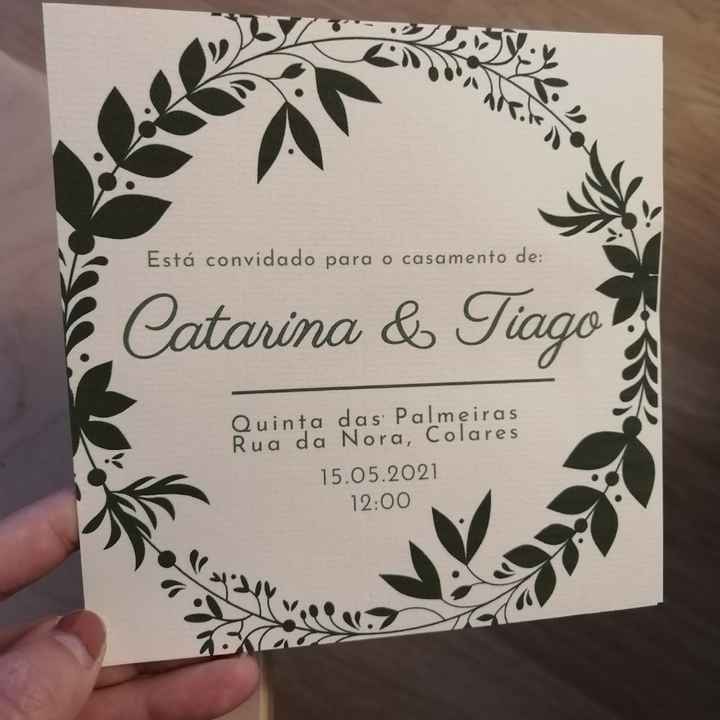 Está convidado para o casamento de:
Catarina & Tiago
Quinta das Palmeiras
Rua da Nora, Colares
15.05.2021
12:00